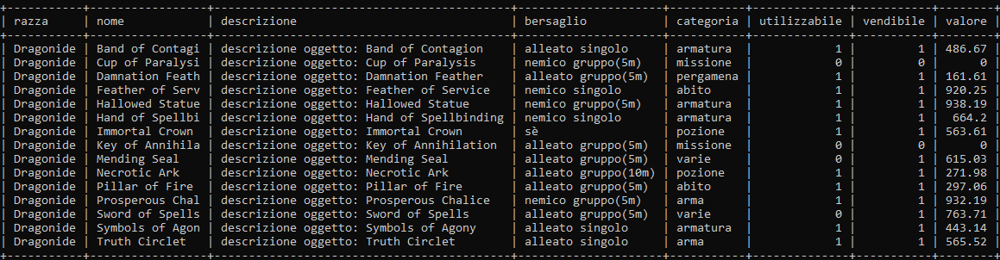 +-----------+----------------+------------------------------------------+---------------------+-----------+---------------+-----------+--------+
| razza | nome | descrizione | bersaglio | categoria | utilizzabile | vendibile | valore |
+-----------+----------------+------------------------------------------+---------------------+-----------+---------------+-----------+--------+
| Dragonide | Band of Contagi | descrizione oggetto: Band of Contagion | alleato singolo | armatura | 1 | 1 | 486.67 |
| Dragonide | Cup of Paralysi | descrizione oggetto: Cup of Paralysis | nemico gruppo(5m) | missione | 0 | 0 | 0 |
| Dragonide | Damnation Feath | descrizione oggetto: Damnation Feather | alleato gruppo(5m) | pergamena | 1 | 1 | 161.61 |
| Dragonide | Feather of Serv | descrizione oggetto: Feather of Service | nemico singolo | abito | 1 | 1 | 920.25 |
| Dragonide | Hallowed Statue | descrizione oggetto: Hallowed Statue | nemico gruppo(5m) | armatura | 1 | 1 | 938.19 |
| Dragonide | Hand of Spellbi | descrizione oggetto: Hand of Spellbinding | nemico singolo | armatura | 1 | 1 | 664.2 |
| Dragonide | Immortal Crown | descrizione oggetto: Immortal Crown | sè | pozione | 1 | 1 | 563.61 |
| Dragonide | Key of Annihila | descrizione oggetto: Key of Annihilation | alleato gruppo(5m) | missione | 0 | 0 | 0 |
| Dragonide | Mending Seal | descrizione oggetto: Mending Seal | alleato gruppo(5m) | varie | 0 | 1 | 615.03 |
| Dragonide | Necrotic Ark | descrizione oggetto: Necrotic Ark | alleato gruppo(10m) | pozione | 1 | 1 | 271.98 |
| Dragonide | Pillar of Fire | descrizione oggetto: Pillar of Fire | alleato gruppo(5m) | abito | 1 | 1 | 297.06 |
| Dragonide | Prosperous Chal | descrizione oggetto: Prosperous Chalice | nemico gruppo(5m) | arma | 1 | 1 | 932.19 |
| Dragonide | Sword of Spells | descrizione oggetto: Sword of Spells | alleato gruppo(5m) | varie | 0 | 1 | 763.71 |
| Dragonide | Symbols of Agon | descrizione oggetto: Symbols of Agony | alleato singolo | armatura | 1 | 1 | 443.14 |
| Dragonide | Truth Circlet | descrizione oggetto: Truth Circlet | alleato singolo | arma | 1 | 1 | 565.52 |
+-----------+----------------+------------------------------------------+---------------------+-----------+---------------+-----------+--------+